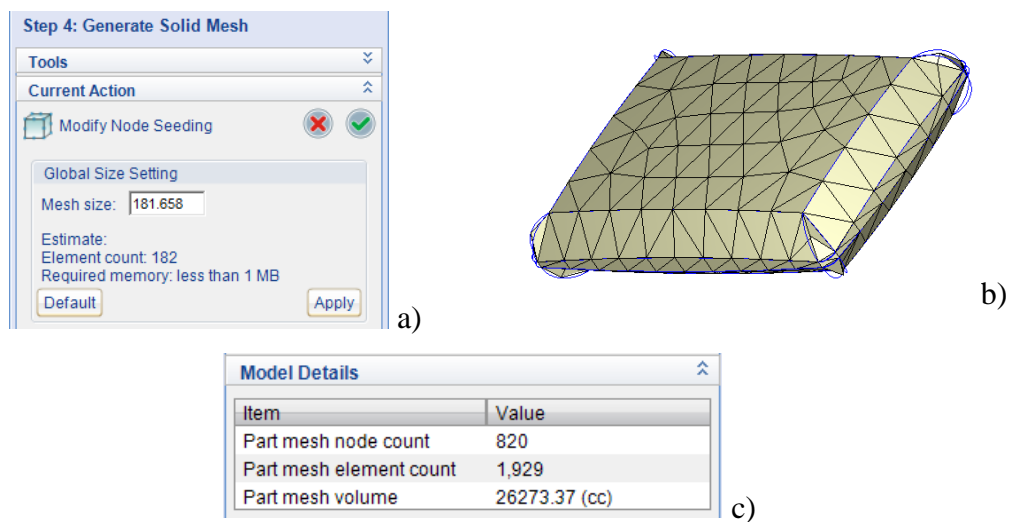 Step 4: Generate Solid Mesh
Tools
Current Action
Modify Node Seeding
Global Size Setting
Mesh size: 181.658
Estimate:
Element count: 182
Required memory: less than 1 MB
Default Apply
a)
b)
Model Details
Item Value
Part mesh node count 820
Part mesh element count 1,929
Part mesh volume 26273.37 (cc)
c)